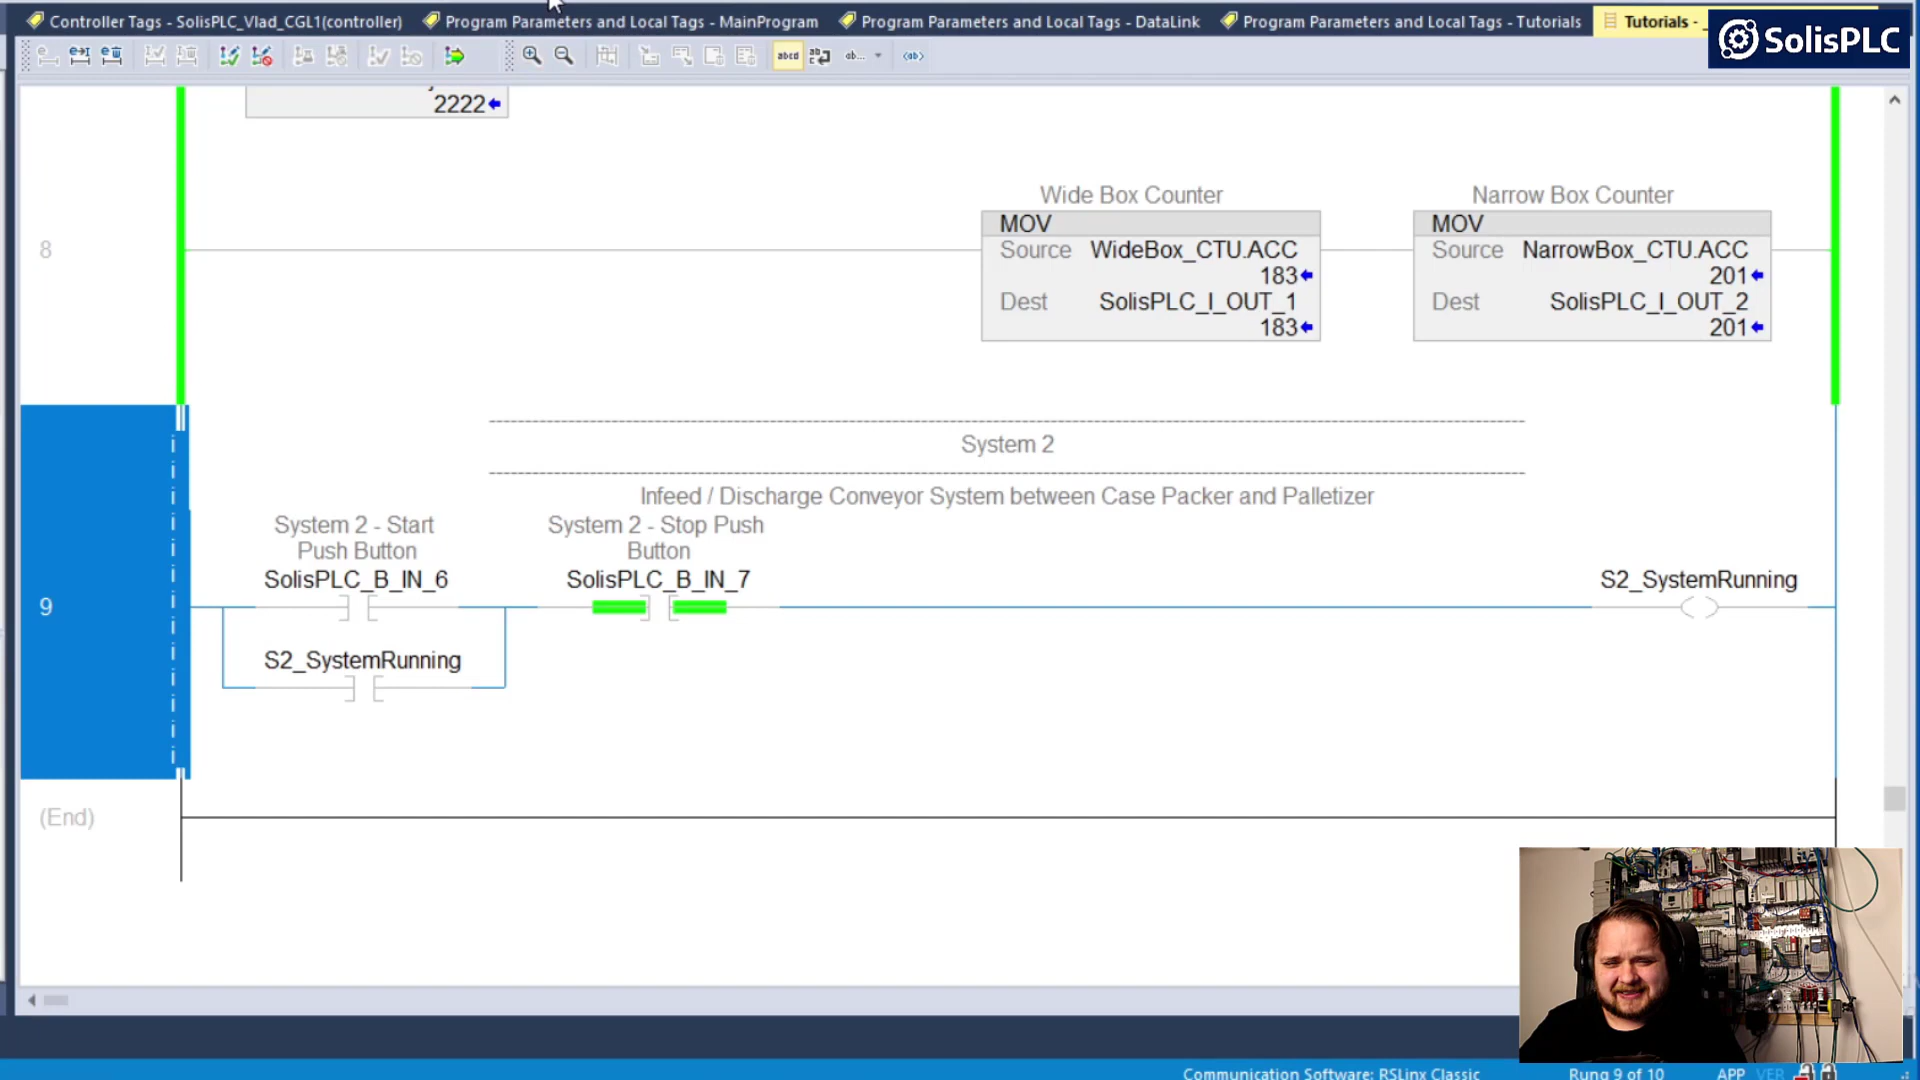 Controller Tags - SolisPLC_Vlad_CGL1(controller)
Program Parameters and Local Tags - MainProgram
Program Parameters and Local Tags - DataLink
Program Parameters and Local Tags - Tutorials
Tutorials -
SolisPLC
abcd
ab...
<ab>
2222
Wide Box Counter
Narrow Box Counter
MOV
MOV
Source WideBox_CTU.ACC
Source NarrowBox_CTU.ACC
8
183
201
Dest SolisPLC_I_OUT_1
Dest SolisPLC_I_OUT_2
183
201
System 2
Infeed / Discharge Conveyor System between Case Packer and Palletizer
System 2 - Start
Push Button
System 2 - Stop Push
Button
SolisPLC_B_IN_6
SolisPLC_B_IN_7
S2_SystemRunning
9
S2_SystemRunning
(End)
Communication Software: RSLinx Classic
Rung 9 of 10
APP
VER